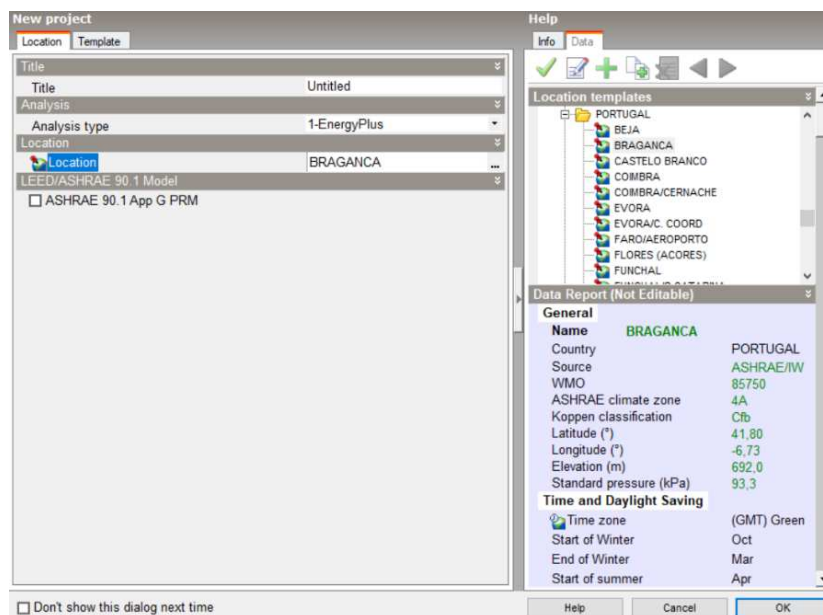 New project
Location Template
Title
Title Untitled
Analysis
Analysis type 1-EnergyPlus
Location
Location BRAGANCA ...
LEED/ASHRAE 90.1 Model
ASHRAE 90.1 App G PRM
Don't show this dialog next time
Help
Info Data
Location templates
PORTUGAL
BEJA
BRAGANCA
CASTELO BRANCO
COIMBRA
COIMBRA/CERNACHE
EVORA
EVORA/C. COORD
FARO/AEROPORTO
FLORES (ACORES)
FUNCHAL
Data Report (Not Editable)
General
Name BRAGANCA
Country PORTUGAL
Source ASHRAE/IW
WMO 85750
ASHRAE climate zone 4A
Koppen classification Cfb
Latitude (°) 41,80
Longitude (°) -6,73
Elevation (m) 692,0
Standard pressure (kPa) 93,3
Time and Daylight Saving
Time zone (GMT) Green
Start of Winter Oct
End of Winter Mar
Start of summer Apr
Help Cancel OK